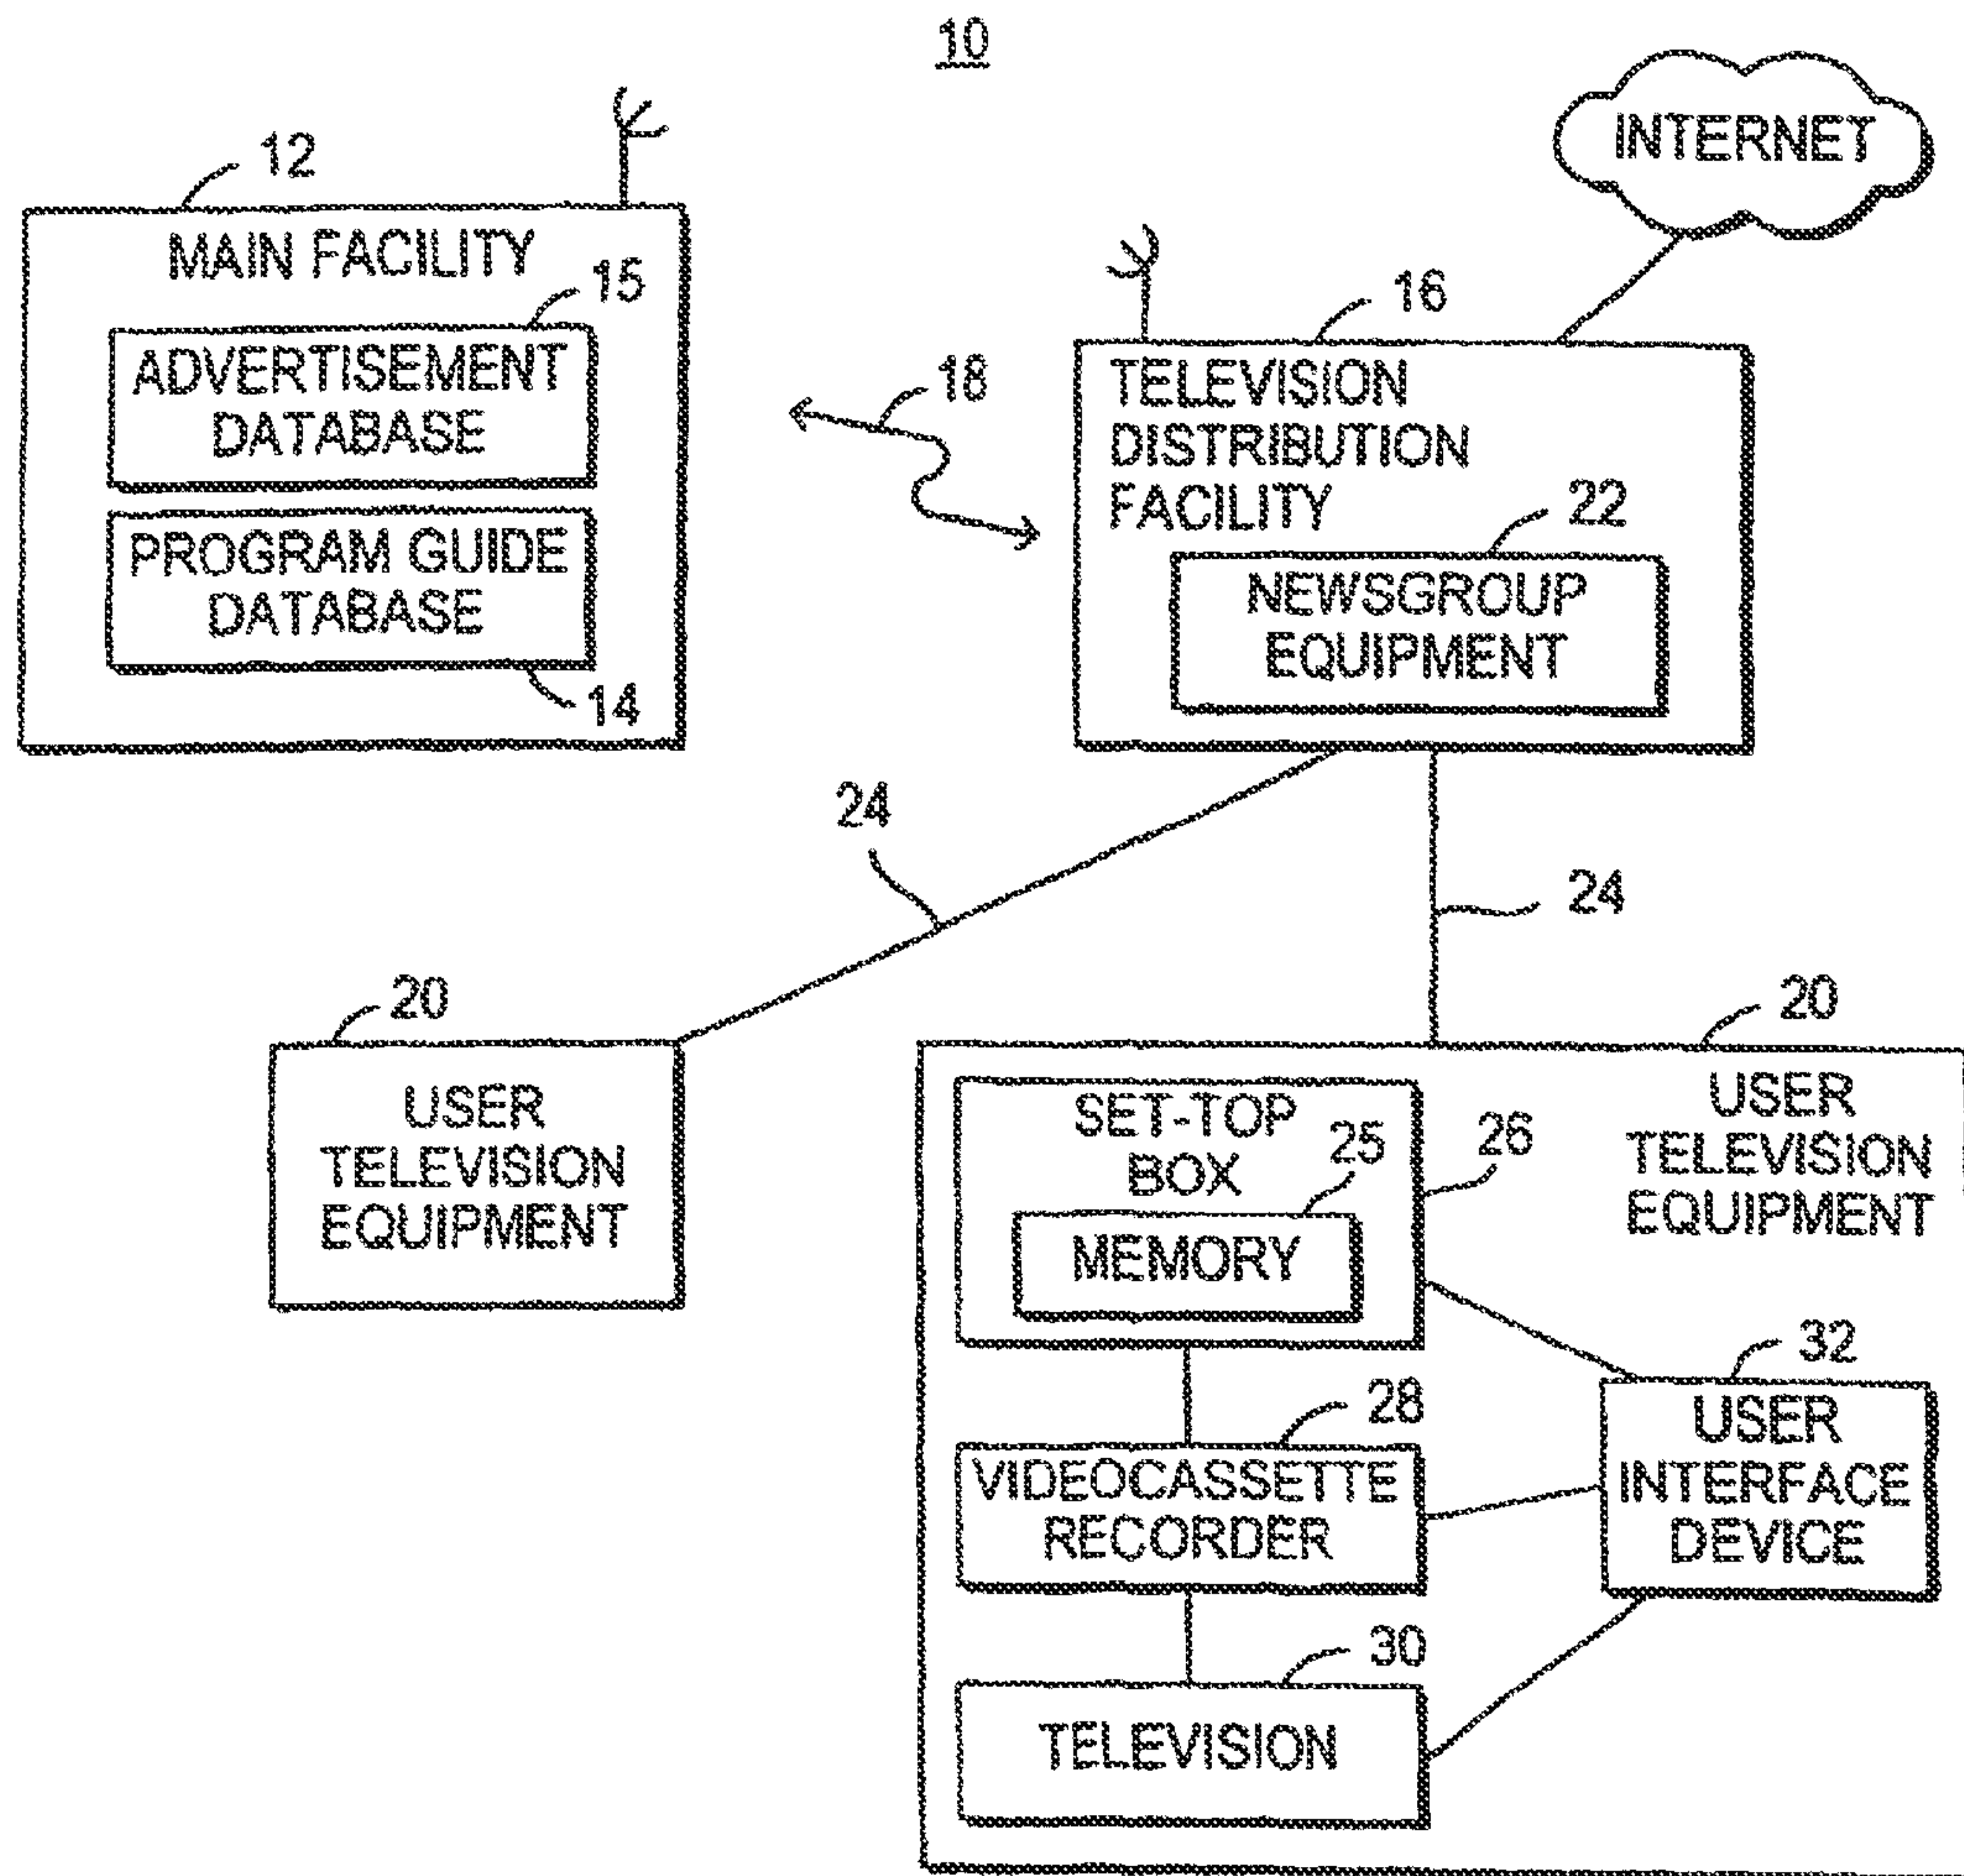 10
INTERNET
12
MAIN FACILITY
15
ADVERTISEMENT
DATABASE
PROGRAM GUIDE
DATABASE
14
18
16
TELEVISION
DISTRIBUTION
FACILITY
22
NEWSGROUP
EQUIPMENT
24
24
20
USER
TELEVISION
EQUIPMENT
20
USER
TELEVISION
EQUIPMENT
SET-TOP
BOX
25
26
MEMORY
32
USER
INTERFACE
DEVICE
28
VIDEOCASSETTE
RECORDER
30
TELEVISION